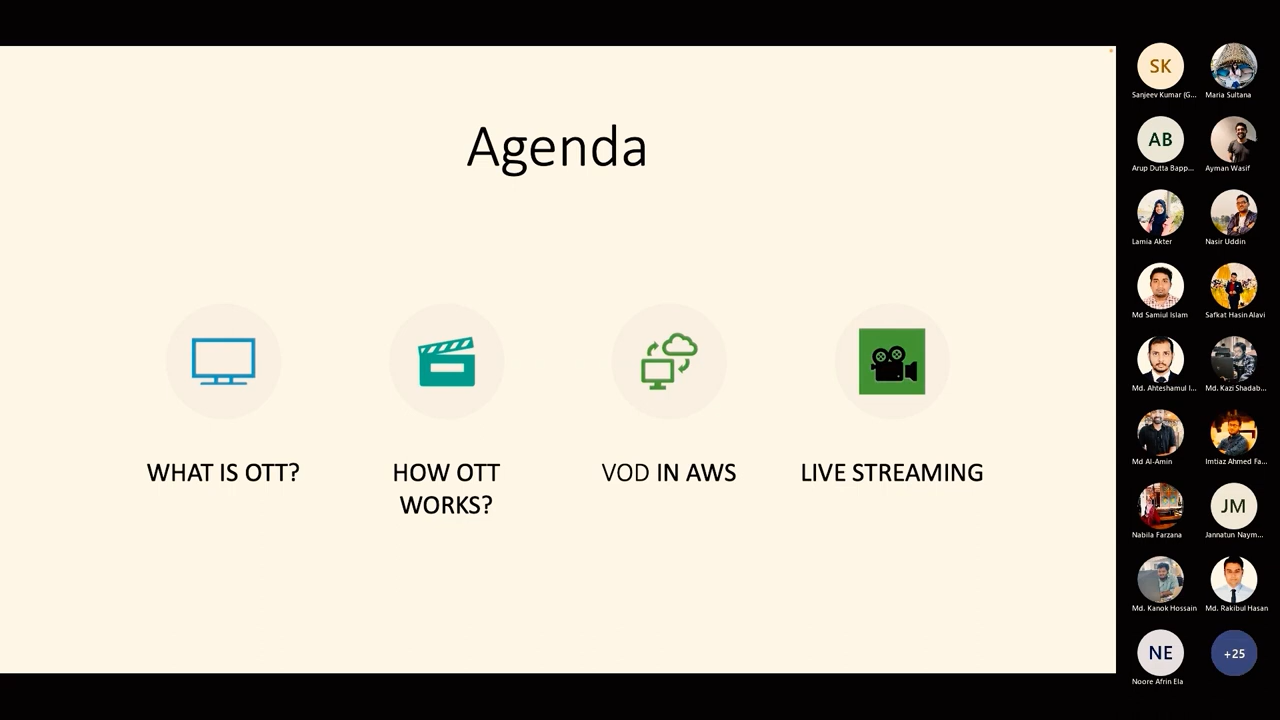 Agenda
WHAT IS OTT?
HOW OTT
WORKS?
VOD IN AWS
LIVE STREAMING
SK
Sanjeev Kumar (G...
Maria Sultana
AB
Arup Dutta Bapp...
Ayman Wasif
Lamia Akter
Nasir Uddin
Md Samiul Islam
Safkat Hasin Alavi
Md. Ahteshamul I...
Md. Kazi Shadab...
Md Al-Amin
Imtiaz Ahmed Fa...
Nabila Farzana
JM
Jannatun Naym...
Md. Kanok Hossain
Md. Rakibul Hasan
NE
Noore Afrin Ela
+25